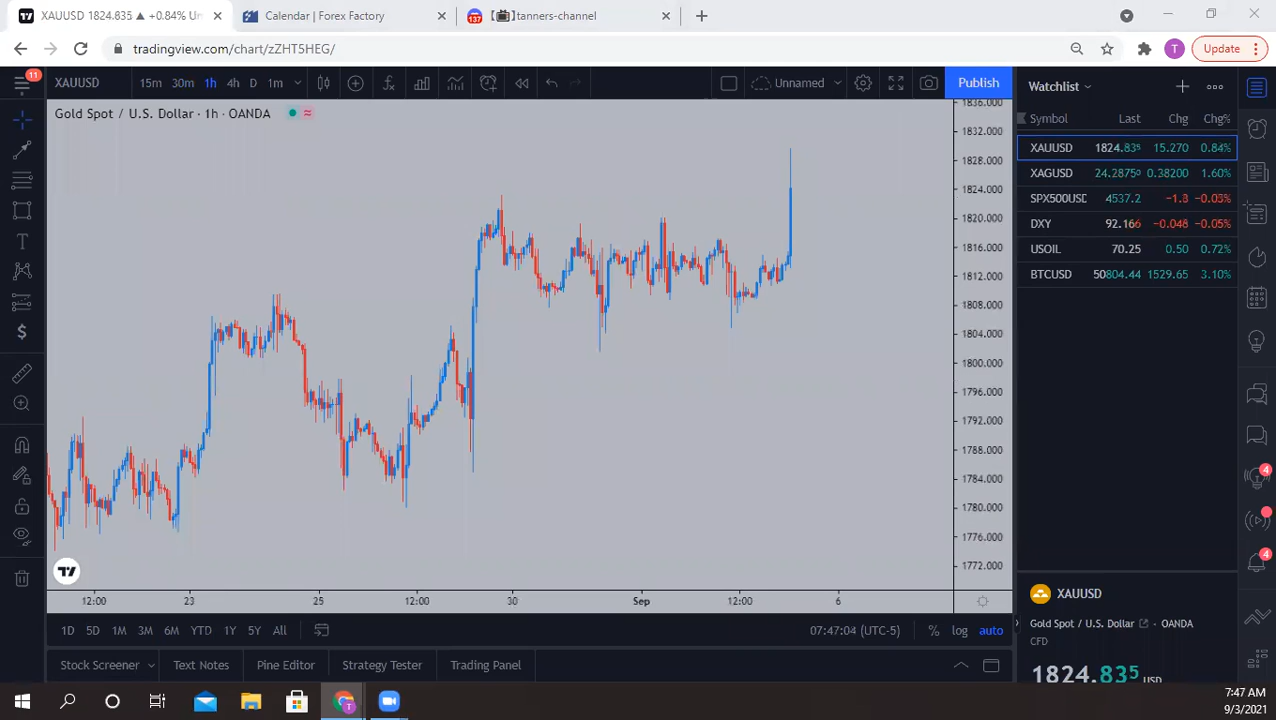 XAUUSD 1824.835 ▲ +0.84% Un
Calendar | Forex Factory
137
[📺]tanners-channel
tradingview.com/chart/zZHT5HEG/
T
Update
11
XAUUSD
15m 30m 1h 4h D 1m
Unnamed
Publish
Gold Spot / U.S. Dollar · 1h · OANDA
1836.000
1832.000
1828.000
1824.000
1820.000
1816.000
1812.000
1808.000
1804.000
1800.000
1796.000
1792.000
1788.000
1784.000
1780.000
1776.000
1772.000
12:00 23 25 12:00 30 Sep 12:00 6
1D 5D 1M 3M 6M YTD 1Y 5Y All
07:47:04 (UTC-5) % log auto
Stock Screener Text Notes Pine Editor Strategy Tester Trading Panel
Watchlist
Symbol Last Chg Chg%
XAUUSD 1824.835 15.270 0.84%
XAGUSD 24.28750 0.38200 1.60%
SPX500USD 4537.2 −1.3 −0.03%
DXY 92.166 −0.048 −0.05%
USOIL 70.25 0.50 0.72%
BTCUSD 50804.44 1529.65 3.10%
4
4
XAUUSD
Gold Spot / U.S. Dollar · OANDA
CFD
1824.835 USD
7:47 AM
9/3/2021